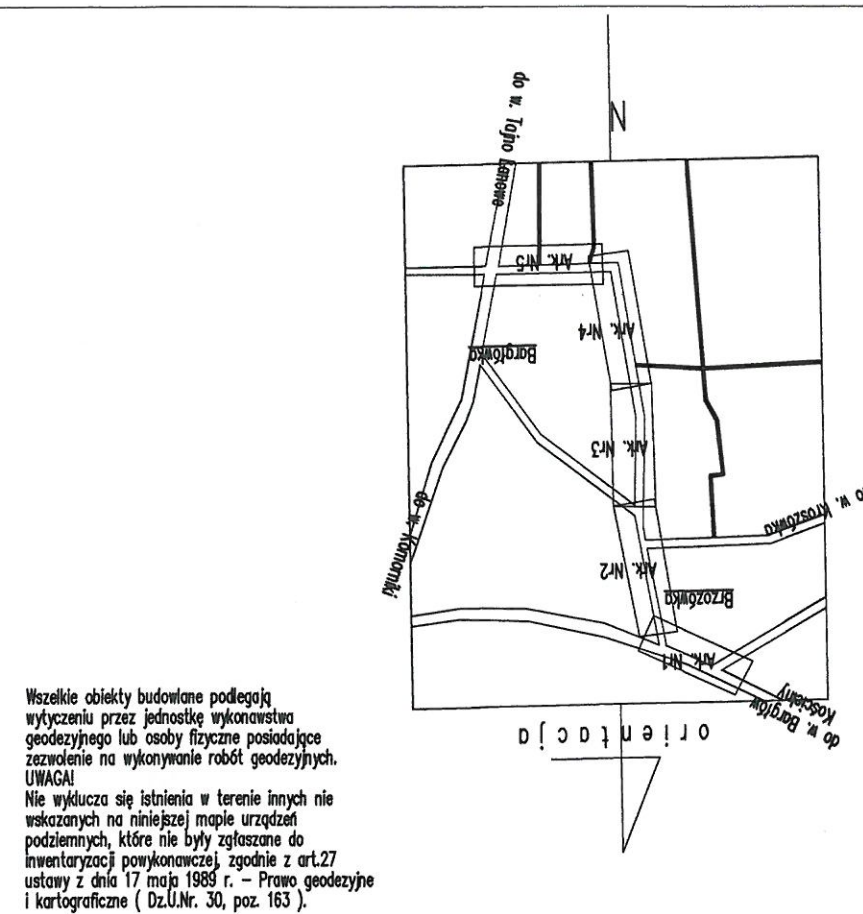 N
do w. Tajno Łanowe
Ark. Nr5
Ark. Nr4
Bargłówka
Ark. Nr3
do w. Kroszówka
do w. Komorniki
Ark. Nr2
Brzozówka
Ark. Nr1
do w. Bargłów
Kościelny
orientacja
Wszelkie obiekty budowlane podlegają
wytyczeniu przez jednostkę wykonawstwa
geodezyjnego lub osoby fizyczne posiadające
zezwolenie na wykonywanie robót geodezyjnych.
UWAGA!
Nie wyklucza się istnienia w terenie innych nie
wskazanych na niniejszej mapie urządzeń
podziemnych, które nie były zgłaszane do
inwentaryzacji powykonawczej, zgodnie z art.27
ustawy z dnia 17 maja 1989 r. – Prawo geodezyjne
i kartograficzne ( Dz.U.Nr. 30, poz. 163 ).